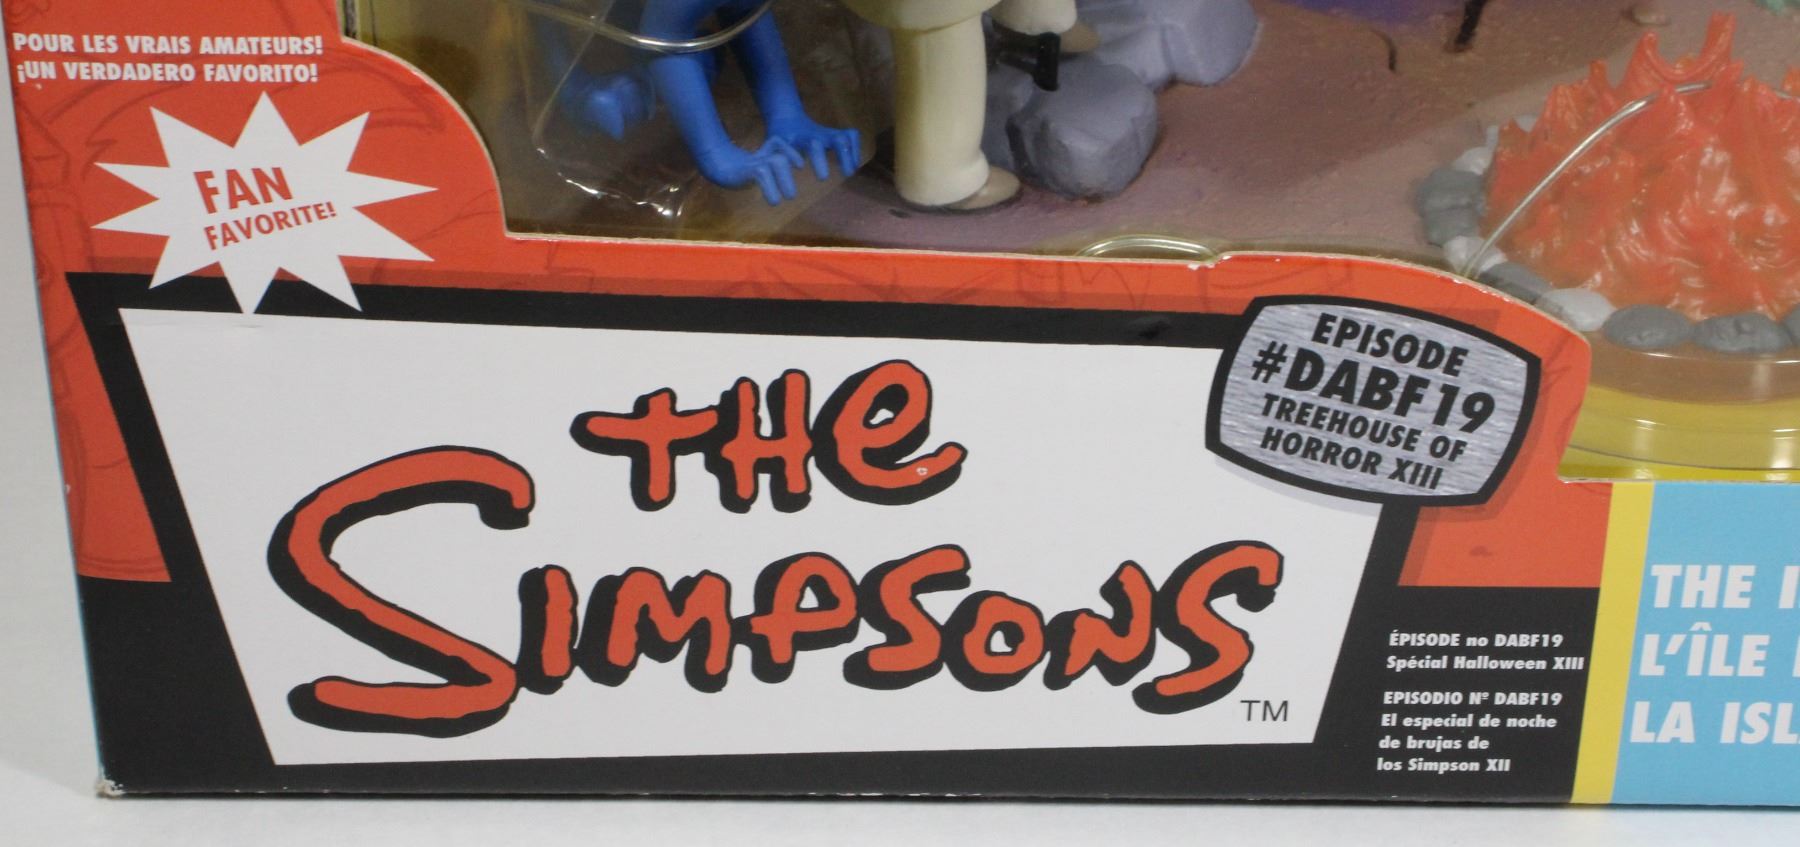 POUR LES VRAIS AMATEURS!
¡UN VERDADERO FAVORITO!
FAN
FAVORITE!
THE
SIMPSONS
TM
EPISODE
#DABF19
TREEHOUSE OF
HORROR XIII
ÉPISODE no DABF19
Spécial Halloween XIII
EPISODIO Nº DABF19
El especial de noche
de brujas de
los Simpson XII
THE
L'ÎLE
LA